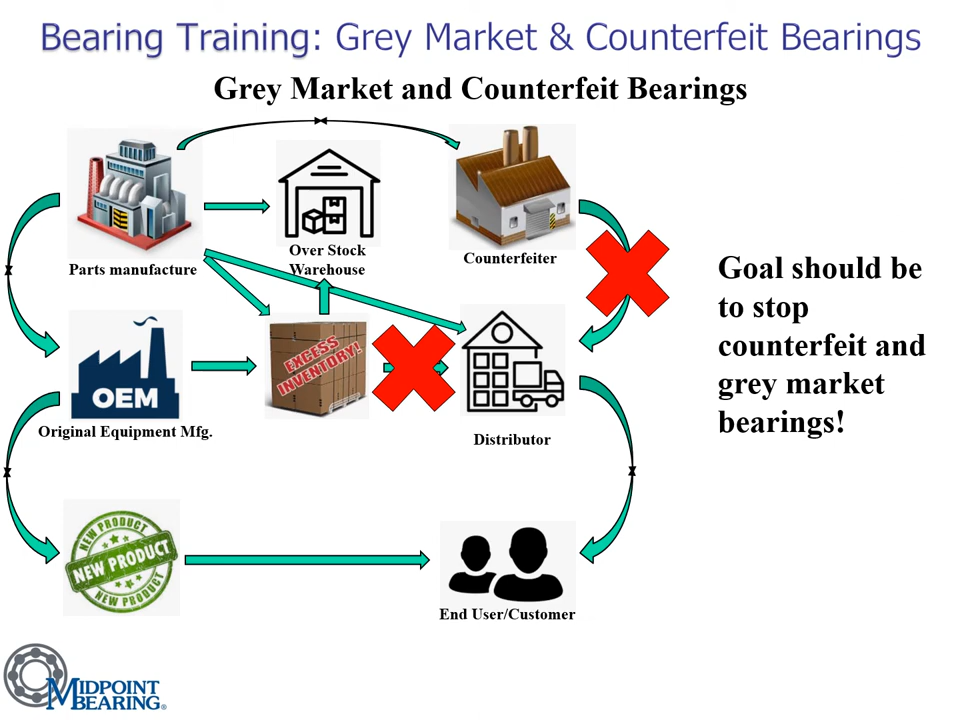 Bearing Training: Grey Market & Counterfeit Bearings
Grey Market and Counterfeit Bearings
Parts manufacture
Over Stock
Warehouse
Counterfeiter
Goal should be
to stop
counterfeit and
grey market
bearings!
OEM
Original Equipment Mfg.
EXCESS
INVENTORY!
Distributor
NEW PRODUCT
NEW PRODUCT
NEW PRODUCT
End User/Customer
MIDPOINT
BEARING®